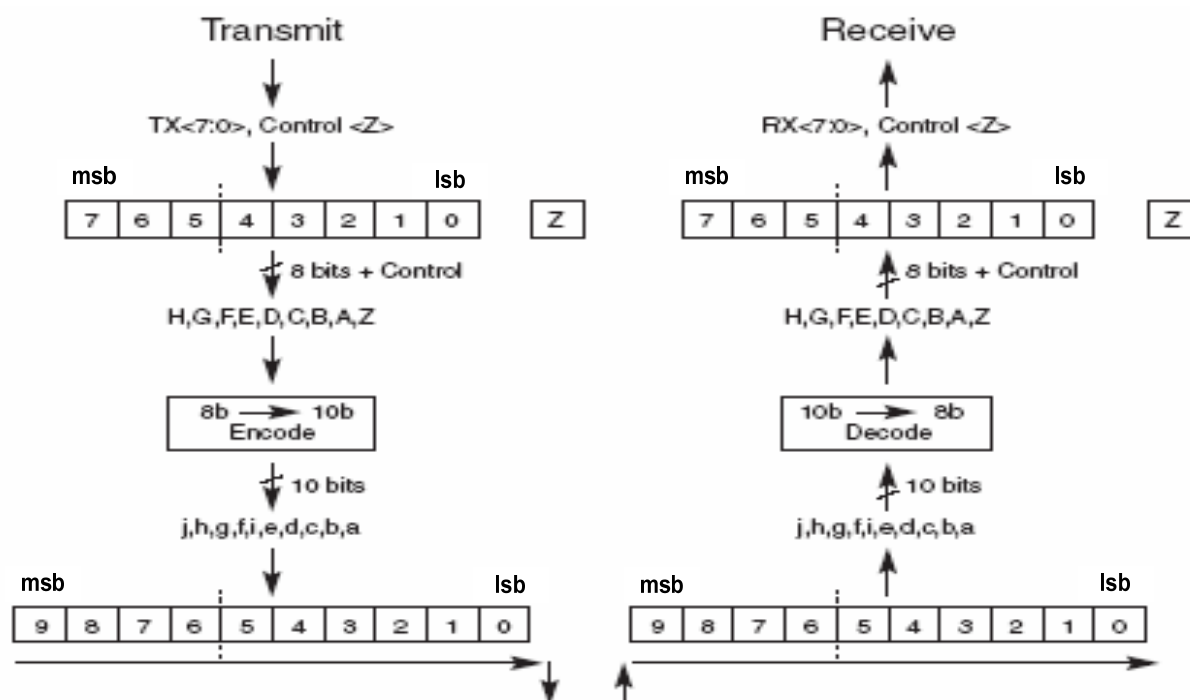 Transmit
TX<7:0>, Control <Z>
msb lsb
7 6 5 4 3 2 1 0 Z
8 bits + Control
H,G,F,E,D,C,B,A,Z
8b 10b
Encode
10 bits
j,h,g,f,i,e,d,c,b,a
msb lsb
9 8 7 6 5 4 3 2 1 0
Receive
RX<7:0>, Control <Z>
msb lsb
7 6 5 4 3 2 1 0 Z
8 bits + Control
H,G,F,E,D,C,B,A,Z
10b 8b
Decode
10 bits
j,h,g,f,i,e,d,c,b,a
msb lsb
9 8 7 6 5 4 3 2 1 0